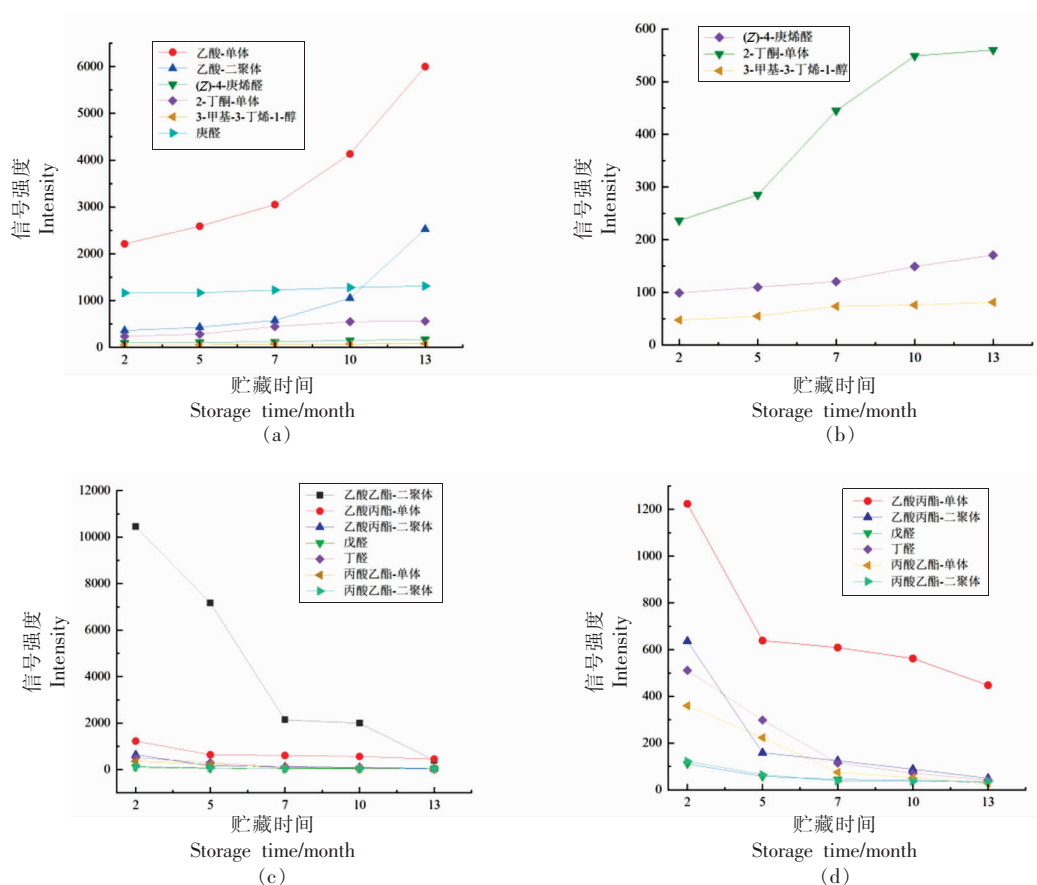 乙酸-单体
乙酸-二聚体
(Z)-4-庚烯醛
2-丁酮-单体
3-甲基-3-丁烯-1-醇
庚醛
6000
5000
4000
3000
2000
1000
0
2 5 7 10 13
信号强度
Intensity
贮藏时间
Storage time/month
(a)
(Z)-4-庚烯醛
2-丁酮-单体
3-甲基-3-丁烯-1-醇
600
500
400
300
200
100
0
2 5 7 10 13
信号强度
Intensity
贮藏时间
Storage time/month
(b)
乙酸乙酯-二聚体
乙酸丙酯-单体
乙酸丙酯-二聚体
戊醛
丁醛
丙酸乙酯-单体
丙酸乙酯-二聚体
12000
10000
8000
6000
4000
2000
0
2 5 7 10 13
信号强度
Intensity
贮藏时间
Storage time/month
(c)
乙酸丙酯-单体
乙酸丙酯-二聚体
戊醛
丁醛
丙酸乙酯-单体
丙酸乙酯-二聚体
1200
1000
800
600
400
200
0
2 5 7 10 13
信号强度
Intensity
贮藏时间
Storage time/month
(d)